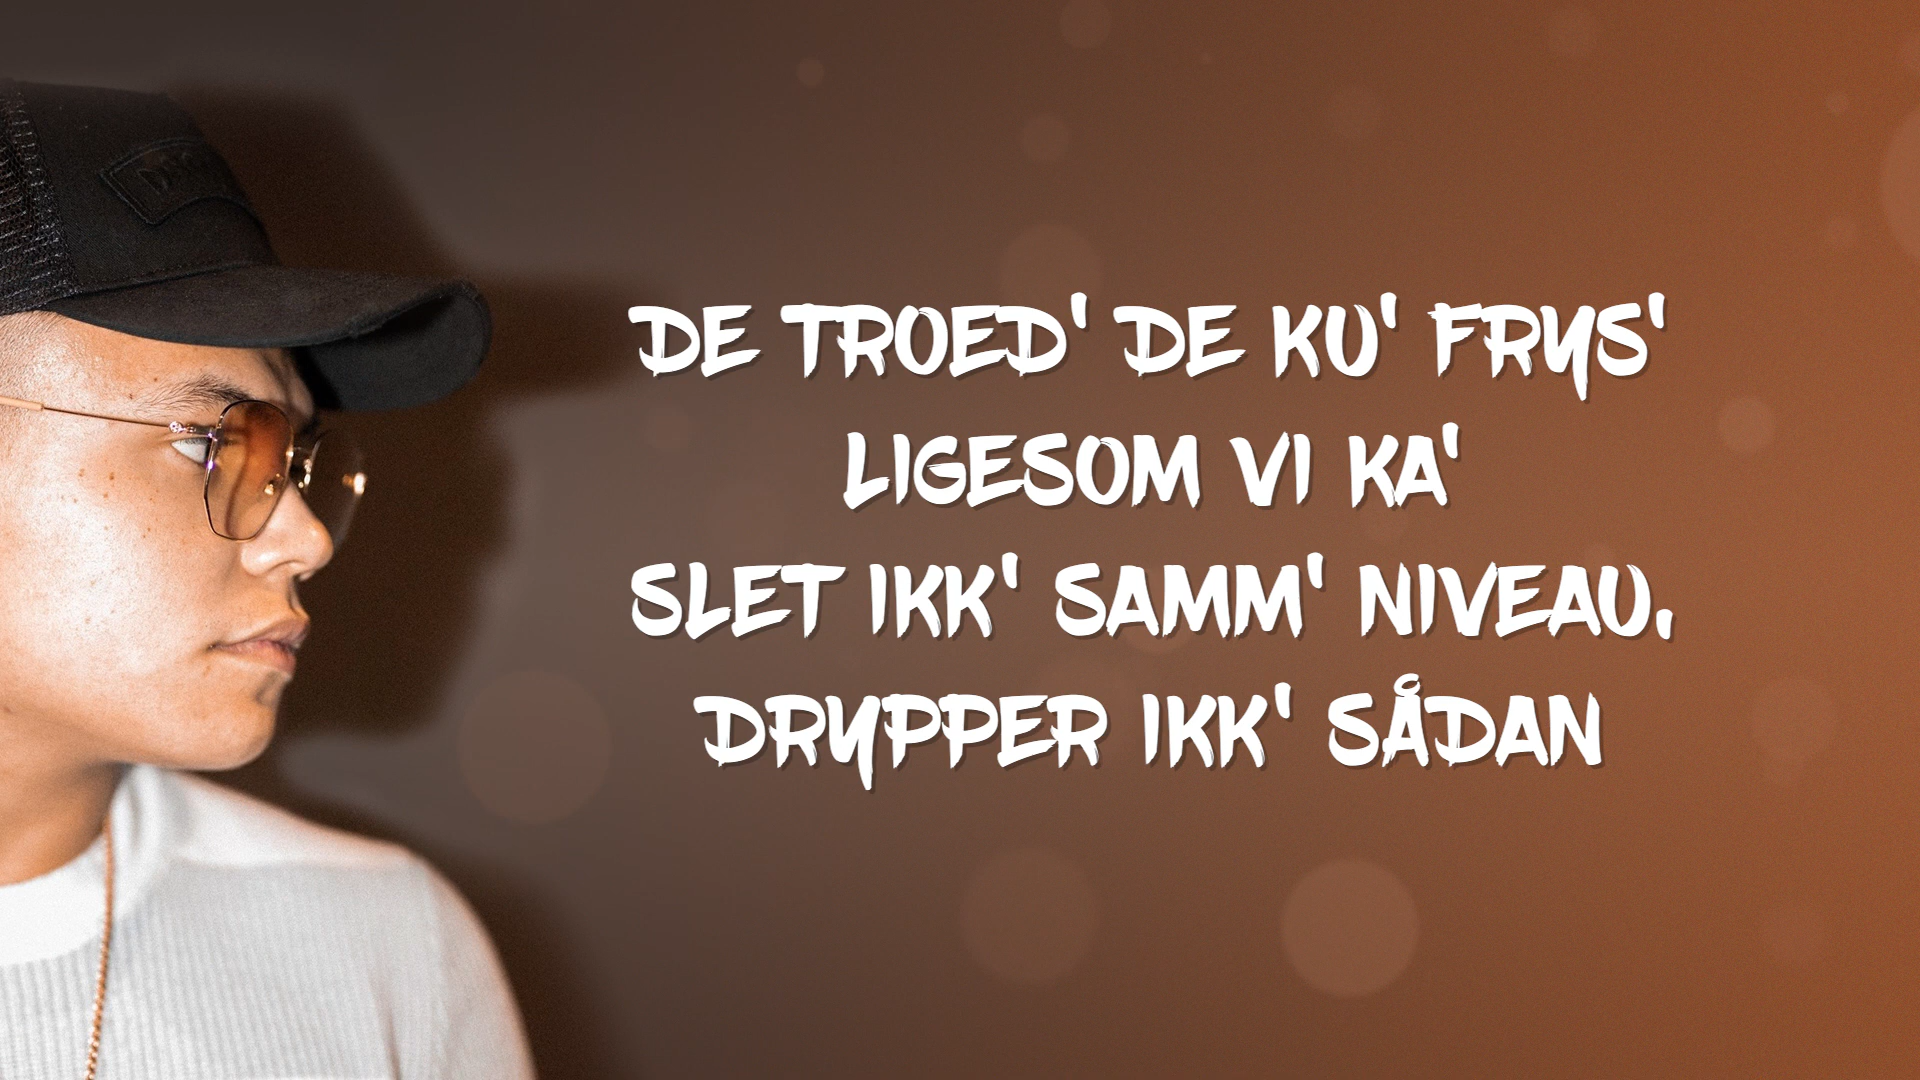 DE TROED' DE KU' FRYS'
LIGESOM VI KA'
SLET IKK' SAMM' NIVEAU,
DRYPPER IKK' SÅDAN